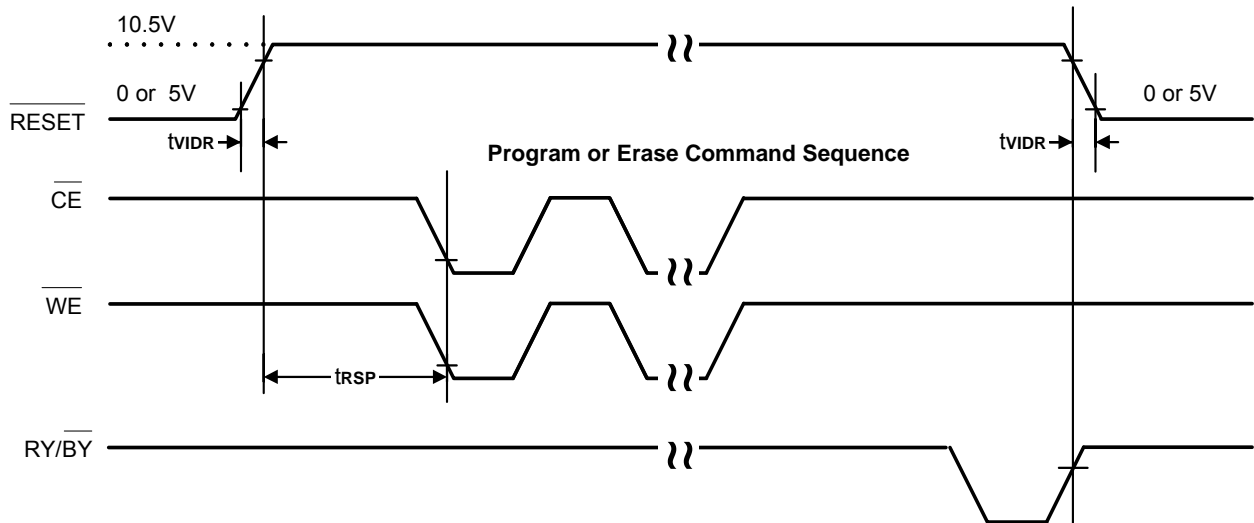 10.5V
0 or 5V
0 or 5V
RESET
tVIDR
tVIDR
Program or Erase Command Sequence
CE
WE
tRSP
RY/BY